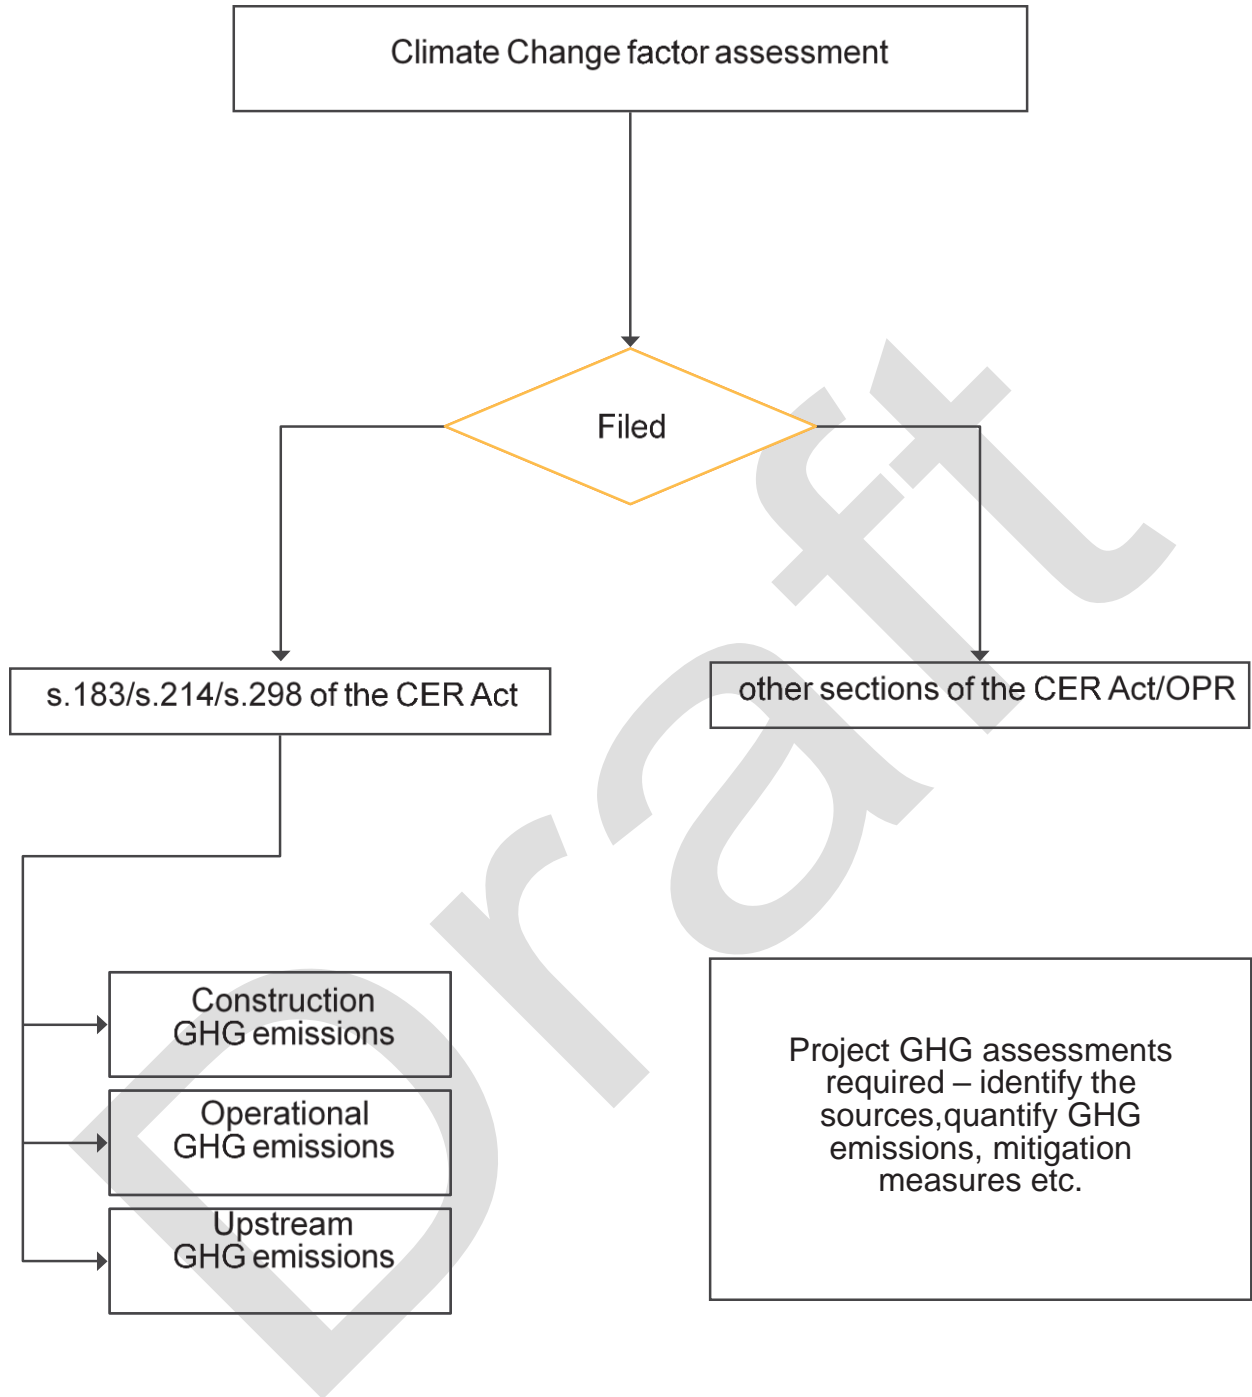 Climate Change factor assessment
Filed
s.183/s.214/s.298 of the CER Act
other sections of the CER Act/OPR
Construction
GHG emissions
Operational
GHG emissions
Upstream
GHG emissions
Project GHG assessments
required – identify the
sources,quantify GHG
emissions, mitigation
measures etc.
Draft